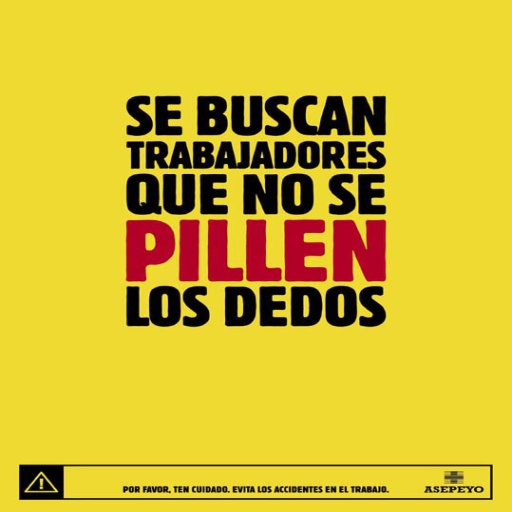 SE BUSCAN
TRABAJADORES
QUE NO SE
PILLEN
LOS DEDOS
POR FAVOR, TEN CUIDADO. EVITA LOS ACCIDENTES EN EL TRABAJO.
ASEPEYO